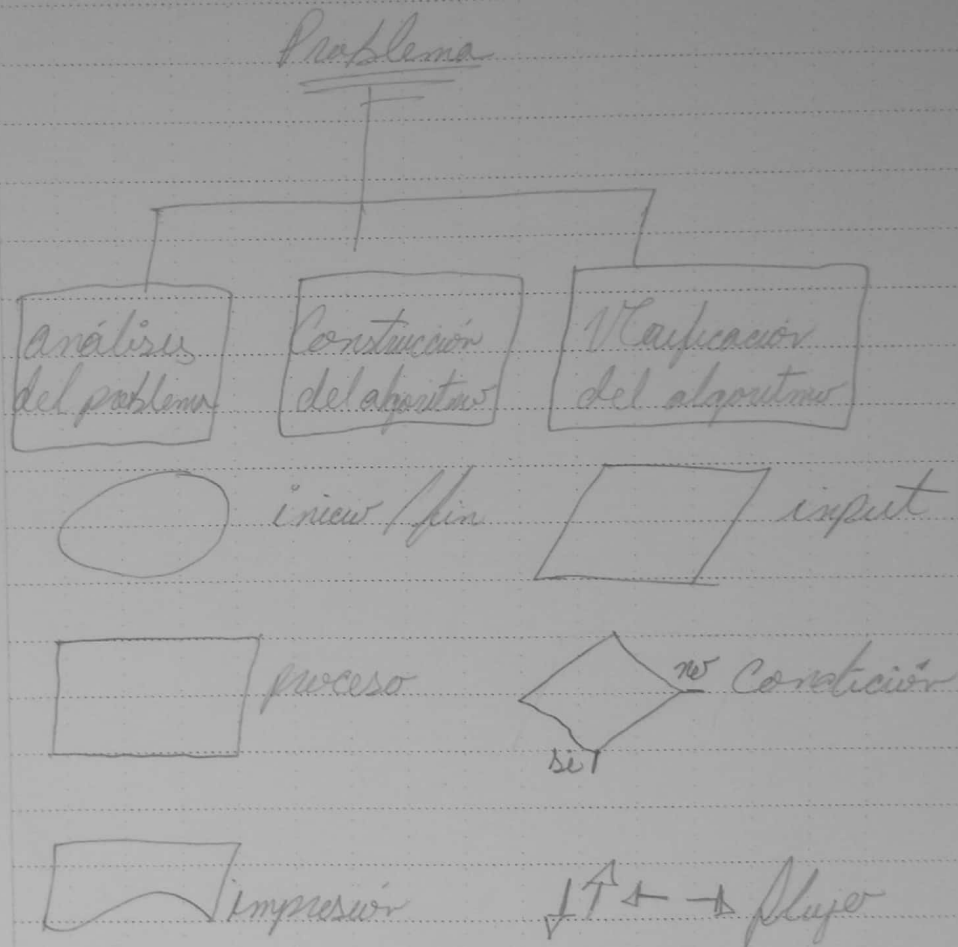 Problema
análisis
del problema
Construcción
del algoritmo
Verificación
del algoritmo
inicio / fin
input
proceso
no Condición
si
impresión
flujo